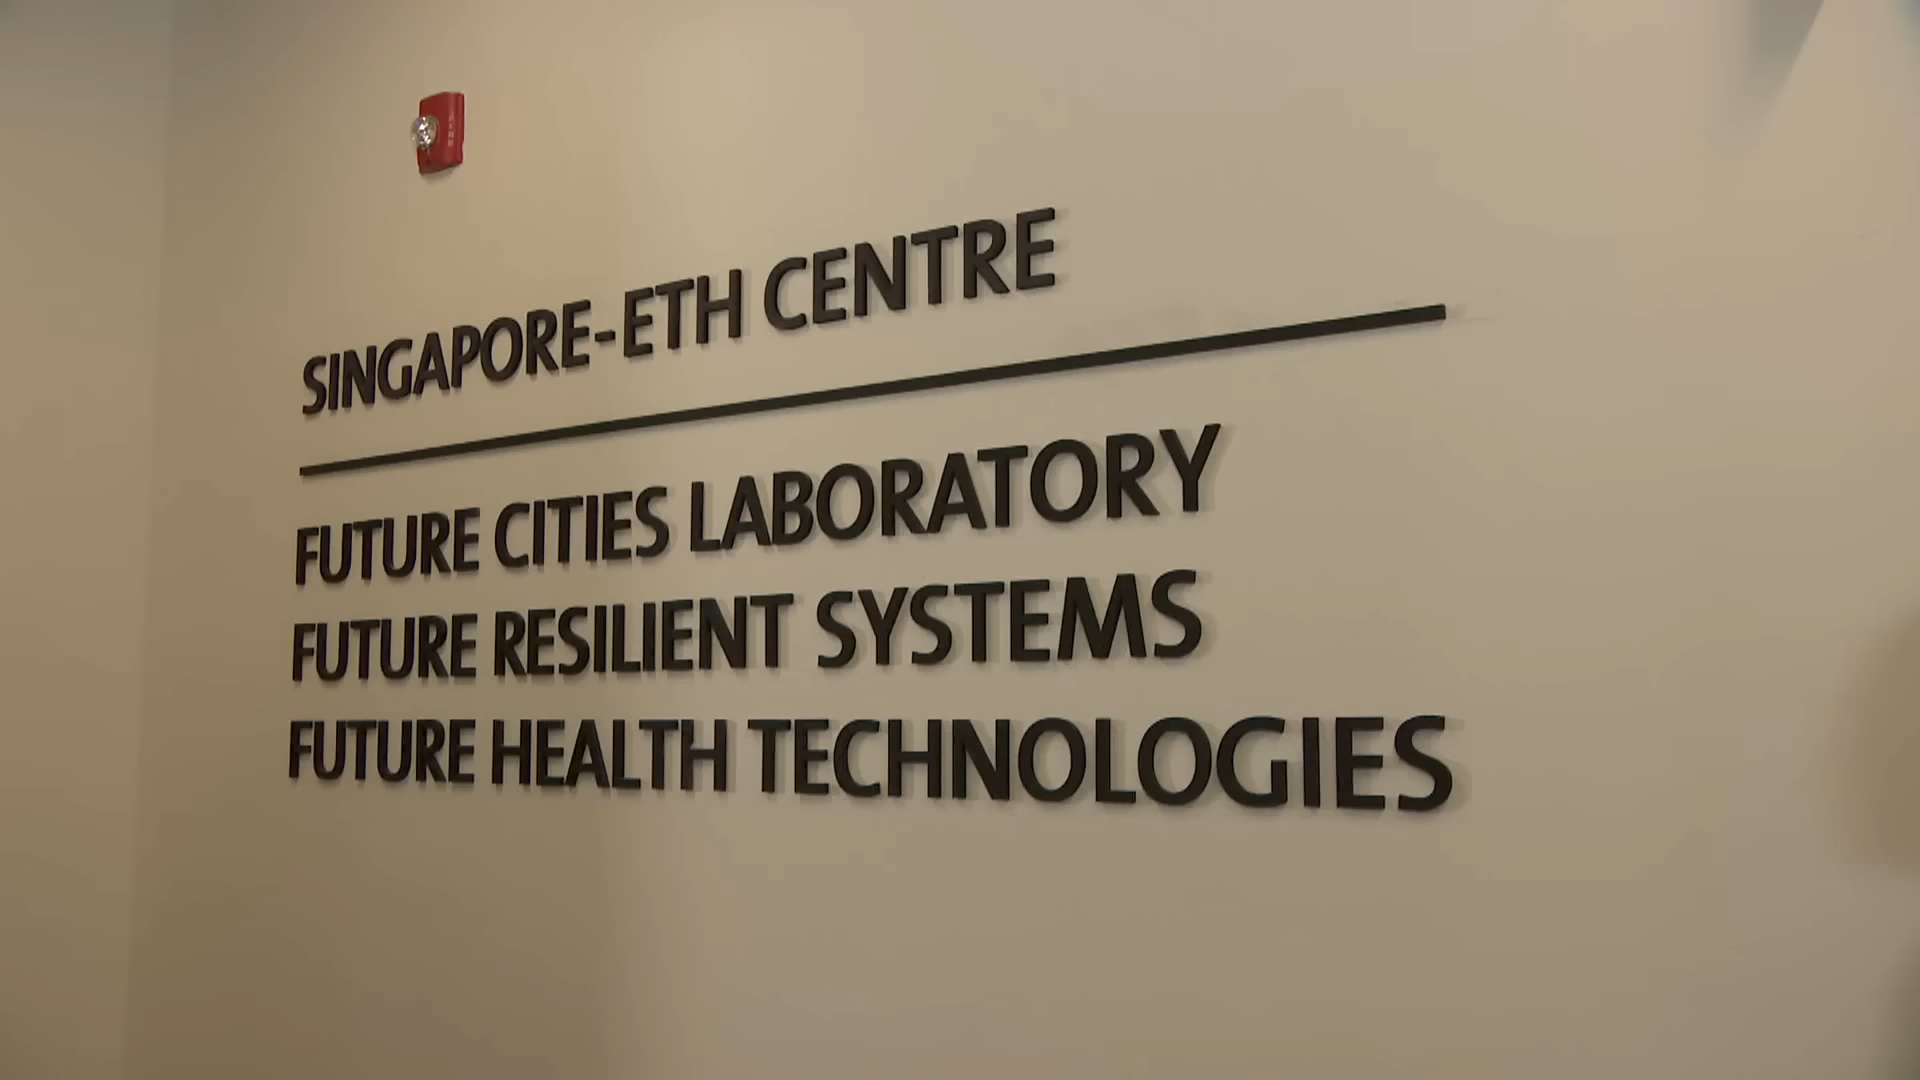 SINGAPORE-ETH CENTRE
FUTURE CITIES LABORATORY
FUTURE RESILIENT SYSTEMS
FUTURE HEALTH TECHNOLOGIES